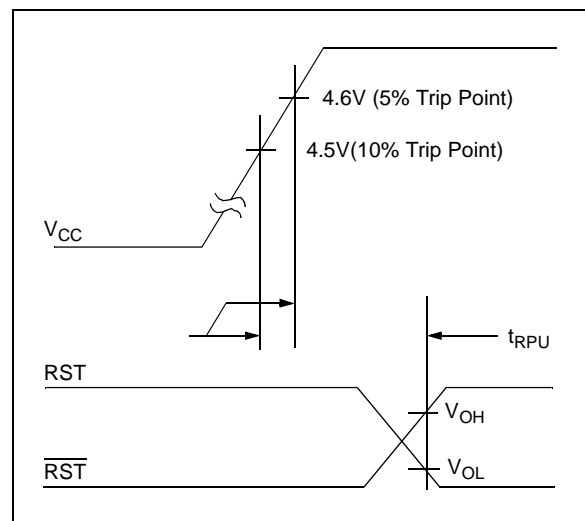 4.6V (5% Trip Point)
4.5V(10% Trip Point)
VCC
tRPU
RST
VOH
RST
VOL